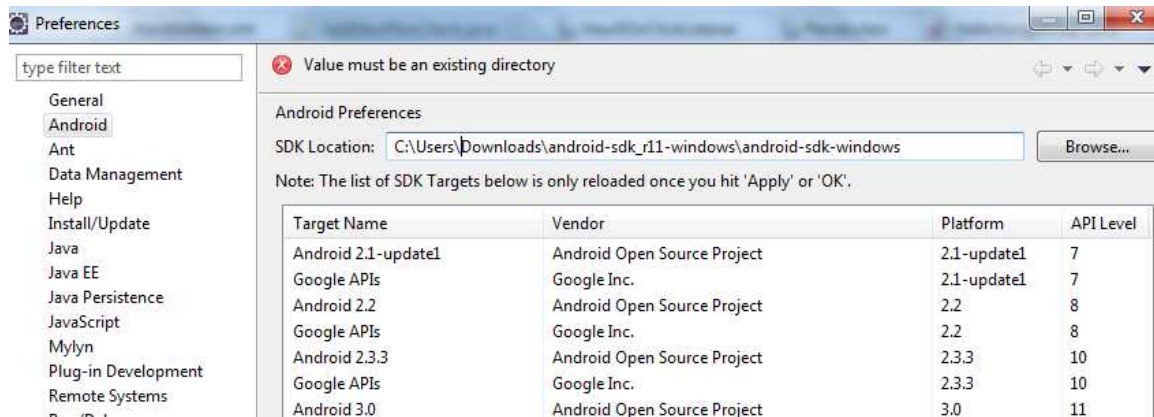 Preferences
type filter text
Value must be an existing directory
General
Android
Ant
Data Management
Help
Install/Update
Java
Java EE
Java Persistence
JavaScript
Mylyn
Plug-in Development
Remote Systems
Android Preferences
SDK Location: C:\Users\Downloads\android-sdk_r11-windows\android-sdk-windows Browse...
Note: The list of SDK Targets below is only reloaded once you hit 'Apply' or 'OK'.
Target Name Vendor Platform API Level
Android 2.1-update1 Android Open Source Project 2.1-update1 7
Google APIs Google Inc. 2.1-update1 7
Android 2.2 Android Open Source Project 2.2 8
Google APIs Google Inc. 2.2 8
Android 2.3.3 Android Open Source Project 2.3.3 10
Google APIs Google Inc. 2.3.3 10
Android 3.0 Android Open Source Project 3.0 11